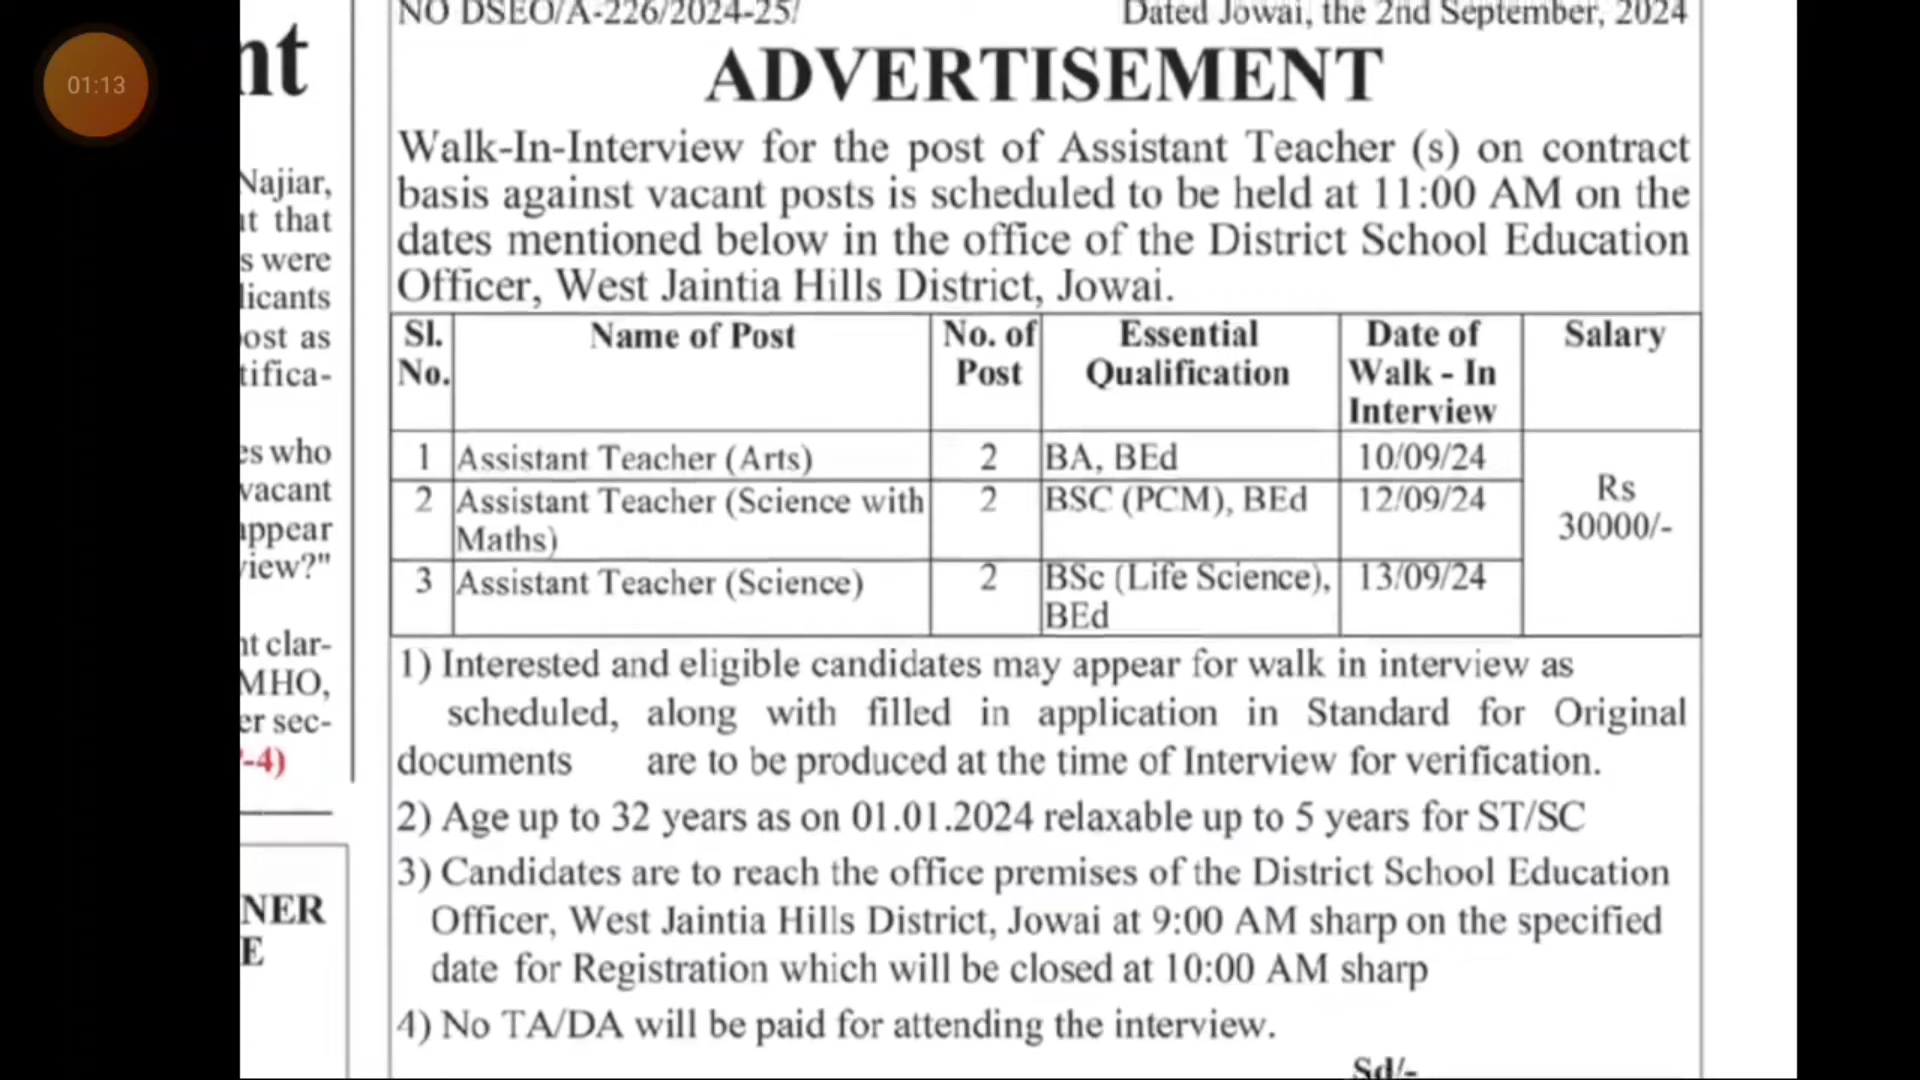 01:13
nt
Najiar,
that
s were
licants
ost as
tifica-
es who
vacant
appear
view?"
nt clar-
MHO,
er sec-
-4)
NER
E
NO DSEO/A-226/2024-25/ Dated Jowai, the 2nd September, 2024
ADVERTISEMENT
Walk-In-Interview for the post of Assistant Teacher (s) on contract
basis against vacant posts is scheduled to be held at 11:00 AM on the
dates mentioned below in the office of the District School Education
Officer, West Jaintia Hills District, Jowai.
Sl. No. Name of Post No. of Post Essential Qualification Date of Walk - In Interview Salary
1 Assistant Teacher (Arts) 2 BA, BEd 10/09/24 Rs 30000/-
2 Assistant Teacher (Science with Maths) 2 BSC (PCM), BEd 12/09/24
3 Assistant Teacher (Science) 2 BSc (Life Science), BEd 13/09/24
1) Interested and eligible candidates may appear for walk in interview as
scheduled, along with filled in application in Standard for Original
documents are to be produced at the time of Interview for verification.
2) Age up to 32 years as on 01.01.2024 relaxable up to 5 years for ST/SC
3) Candidates are to reach the office premises of the District School Education
Officer, West Jaintia Hills District, Jowai at 9:00 AM sharp on the specified
date for Registration which will be closed at 10:00 AM sharp
4) No TA/DA will be paid for attending the interview.
Sd/-